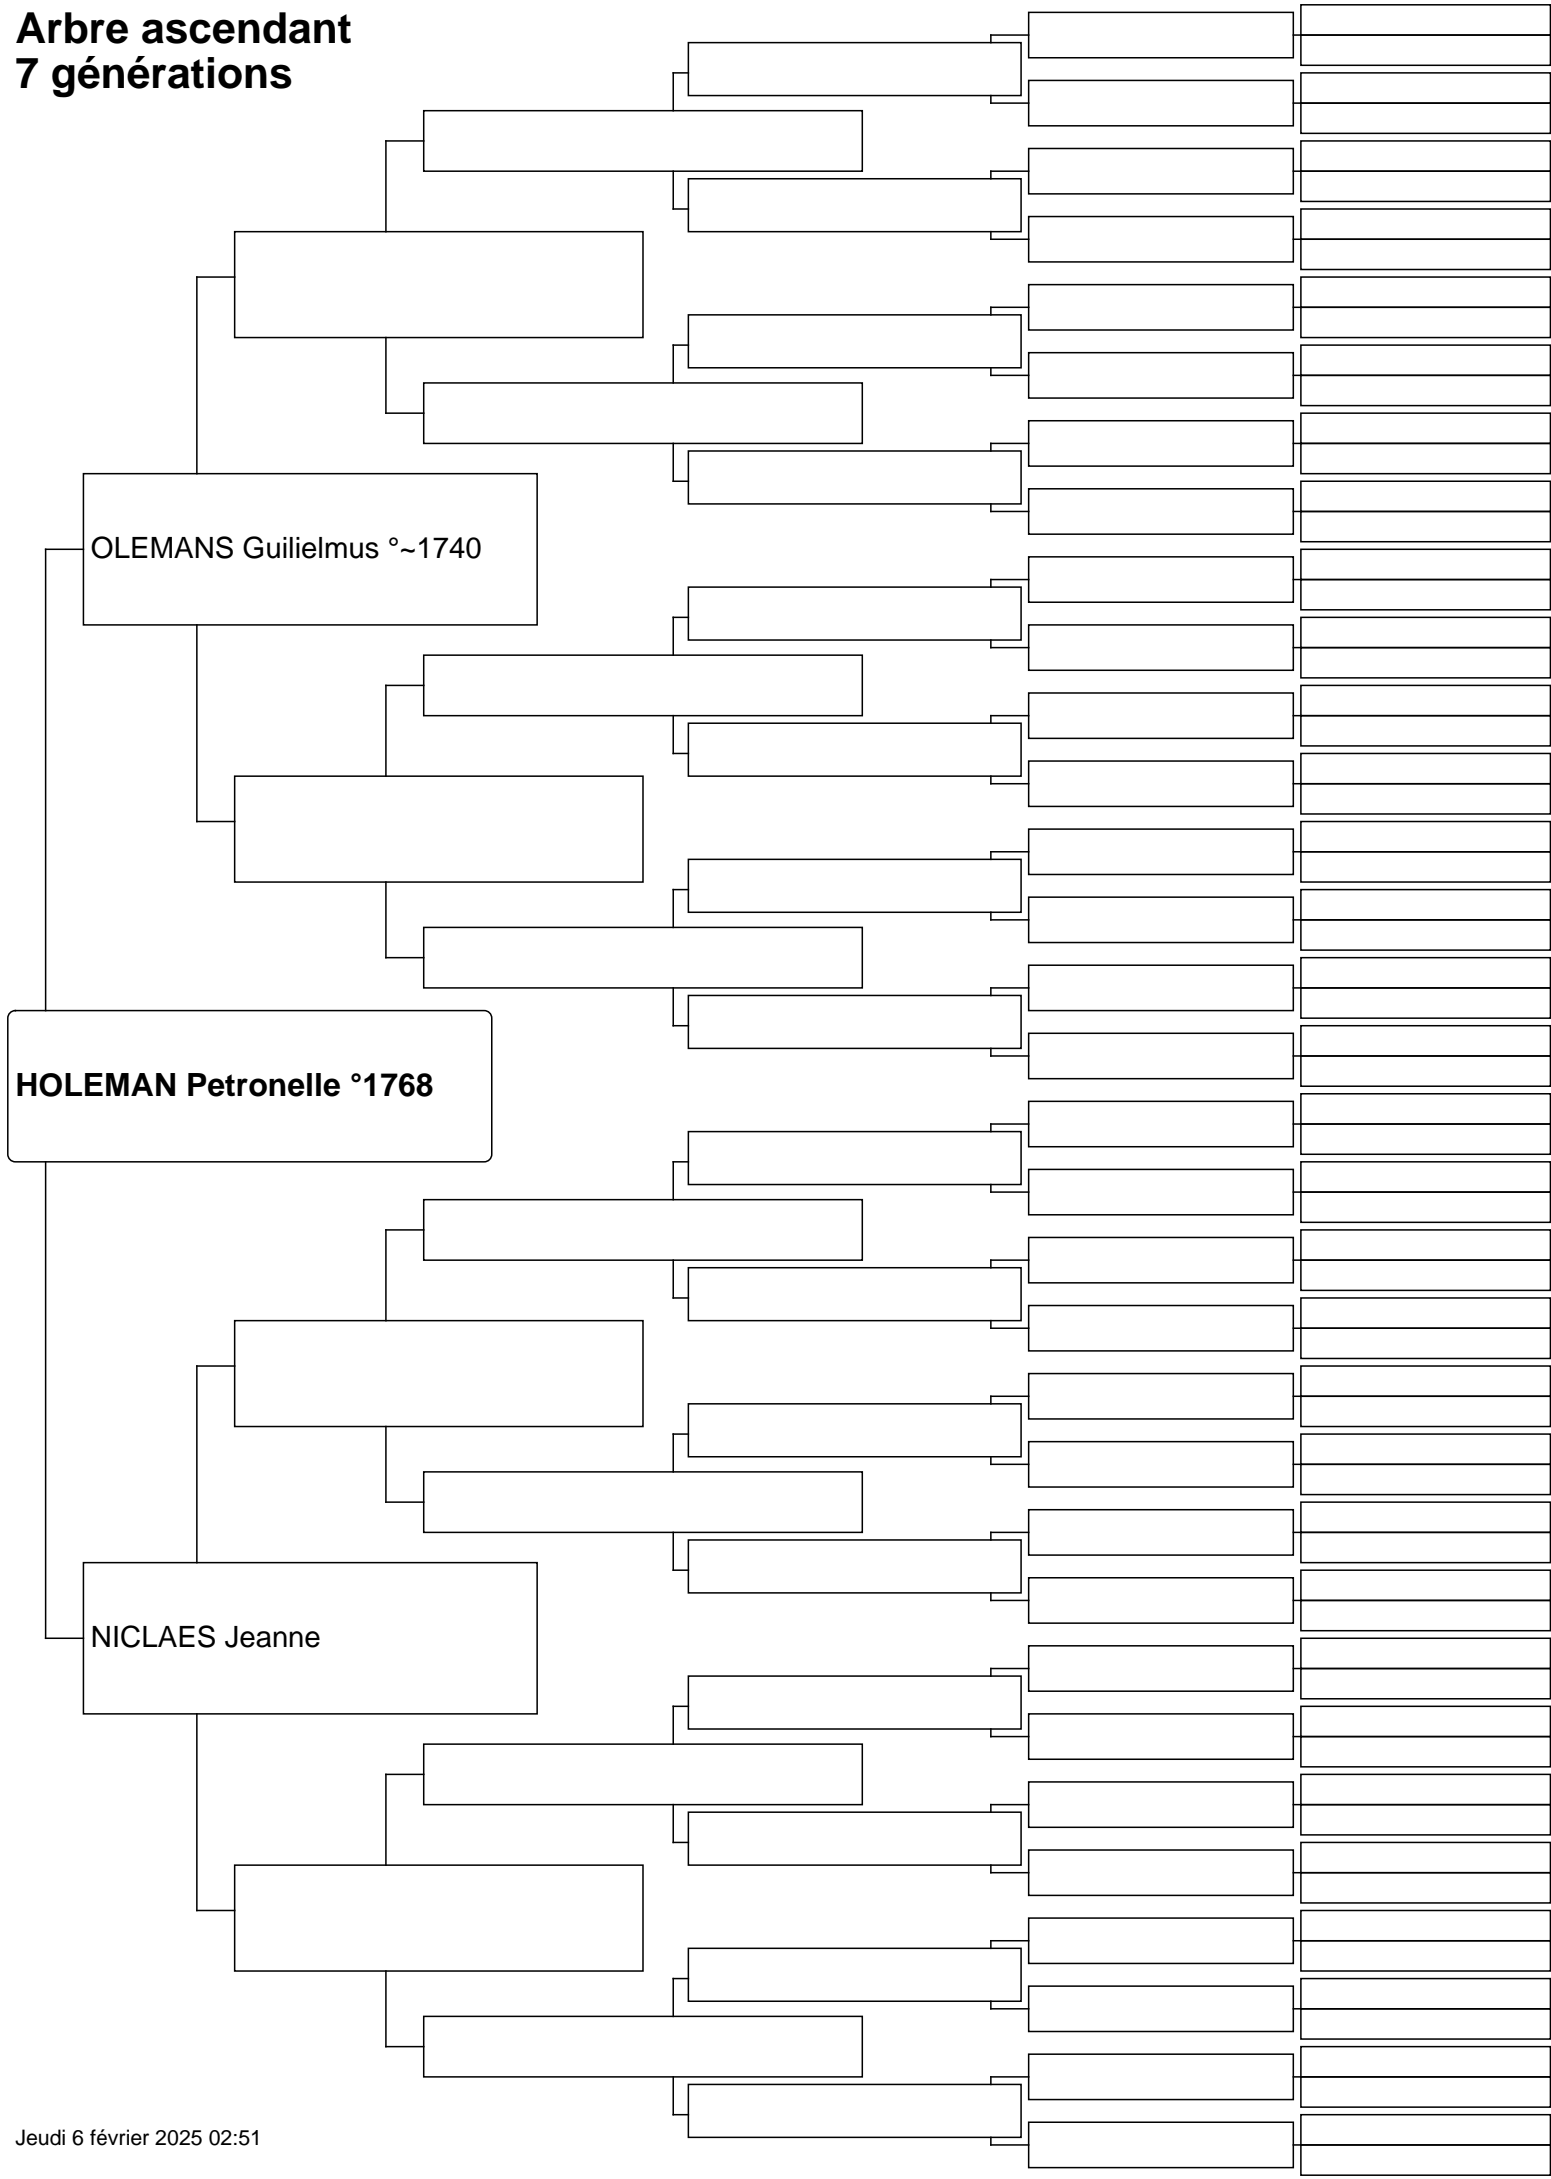 Arbre ascendant
7 générations
OLEMANS Guilielmus °~1740
HOLEMAN Petronelle °1768
NICLAES Jeanne
Jeudi 6 février 2025 02:51